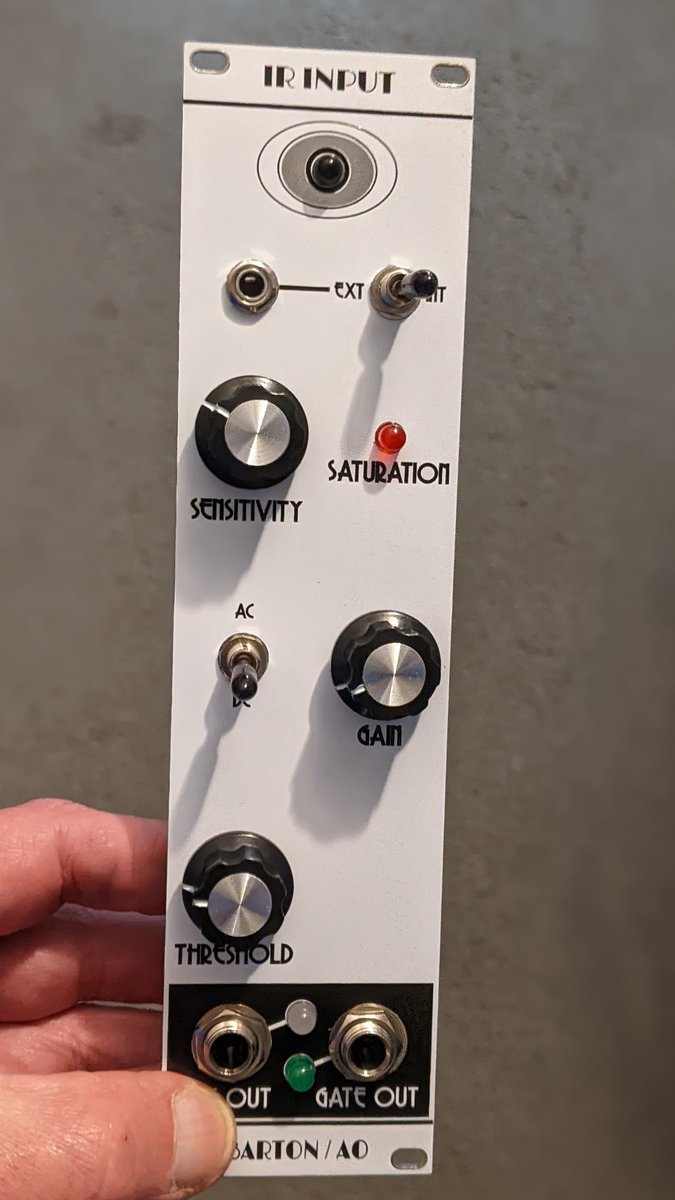 IR INPUT
EXT
SATURATION
SENSITIVITY
AC
GAIN
THRESHOLD
OUT GATE OUT
BARTON / AO